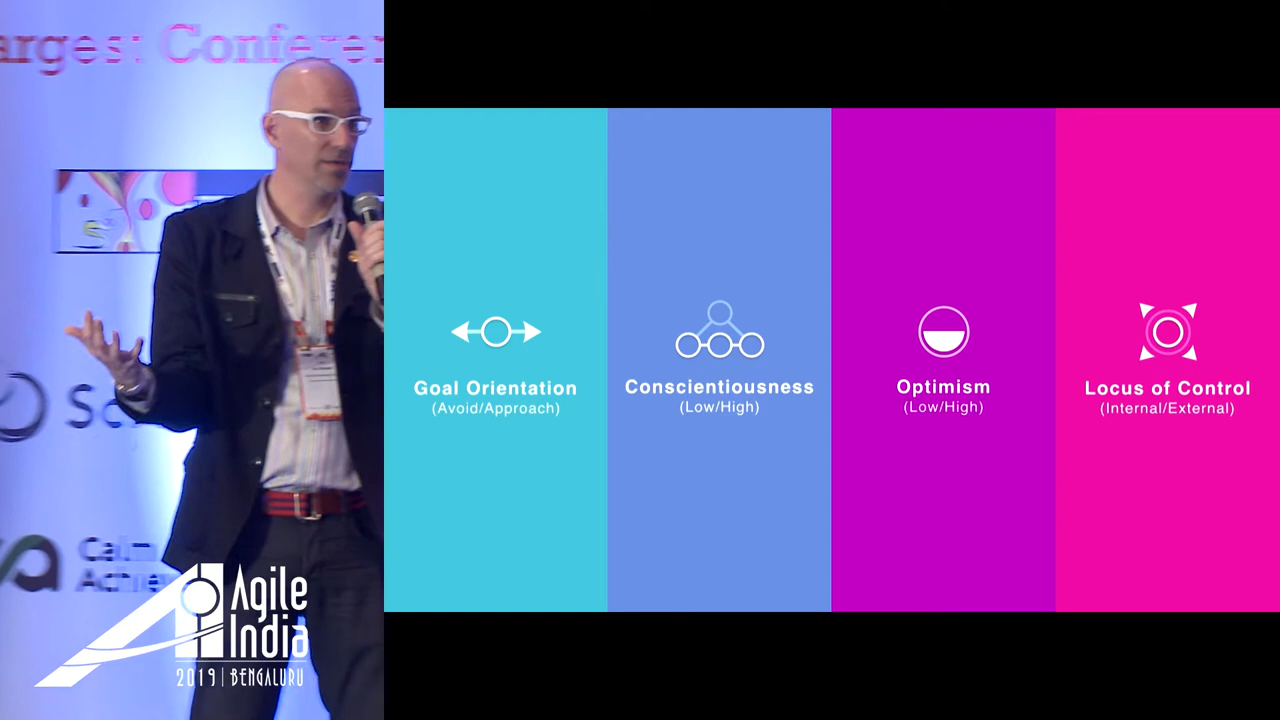 Goal Orientation
(Avoid/Approach)
Conscientiousness
(Low/High)
Optimism
(Low/High)
Locus of Control
(Internal/External)
Calm
Agile
India
2019 | BENGALURU